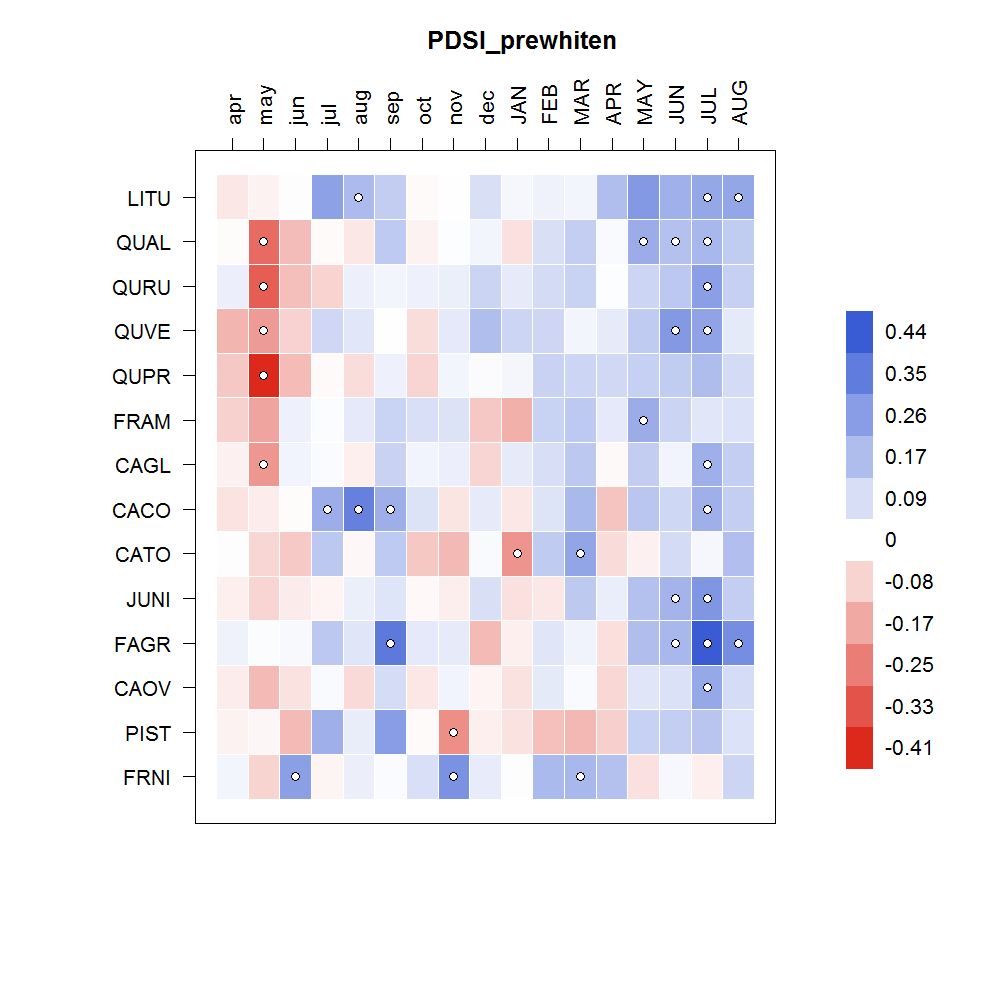 PDSI_prewhiten
apr may jun jul aug sep oct nov dec JAN FEB MAR APR MAY JUN JUL AUG
LITU
QUAL
QURU
QUVE
QUPR
FRAM
CAGL
CACO
CATO
JUNI
FAGR
CAOV
PIST
FRNI
0.44
0.35
0.26
0.17
0.09
0
-0.08
-0.17
-0.25
-0.33
-0.41